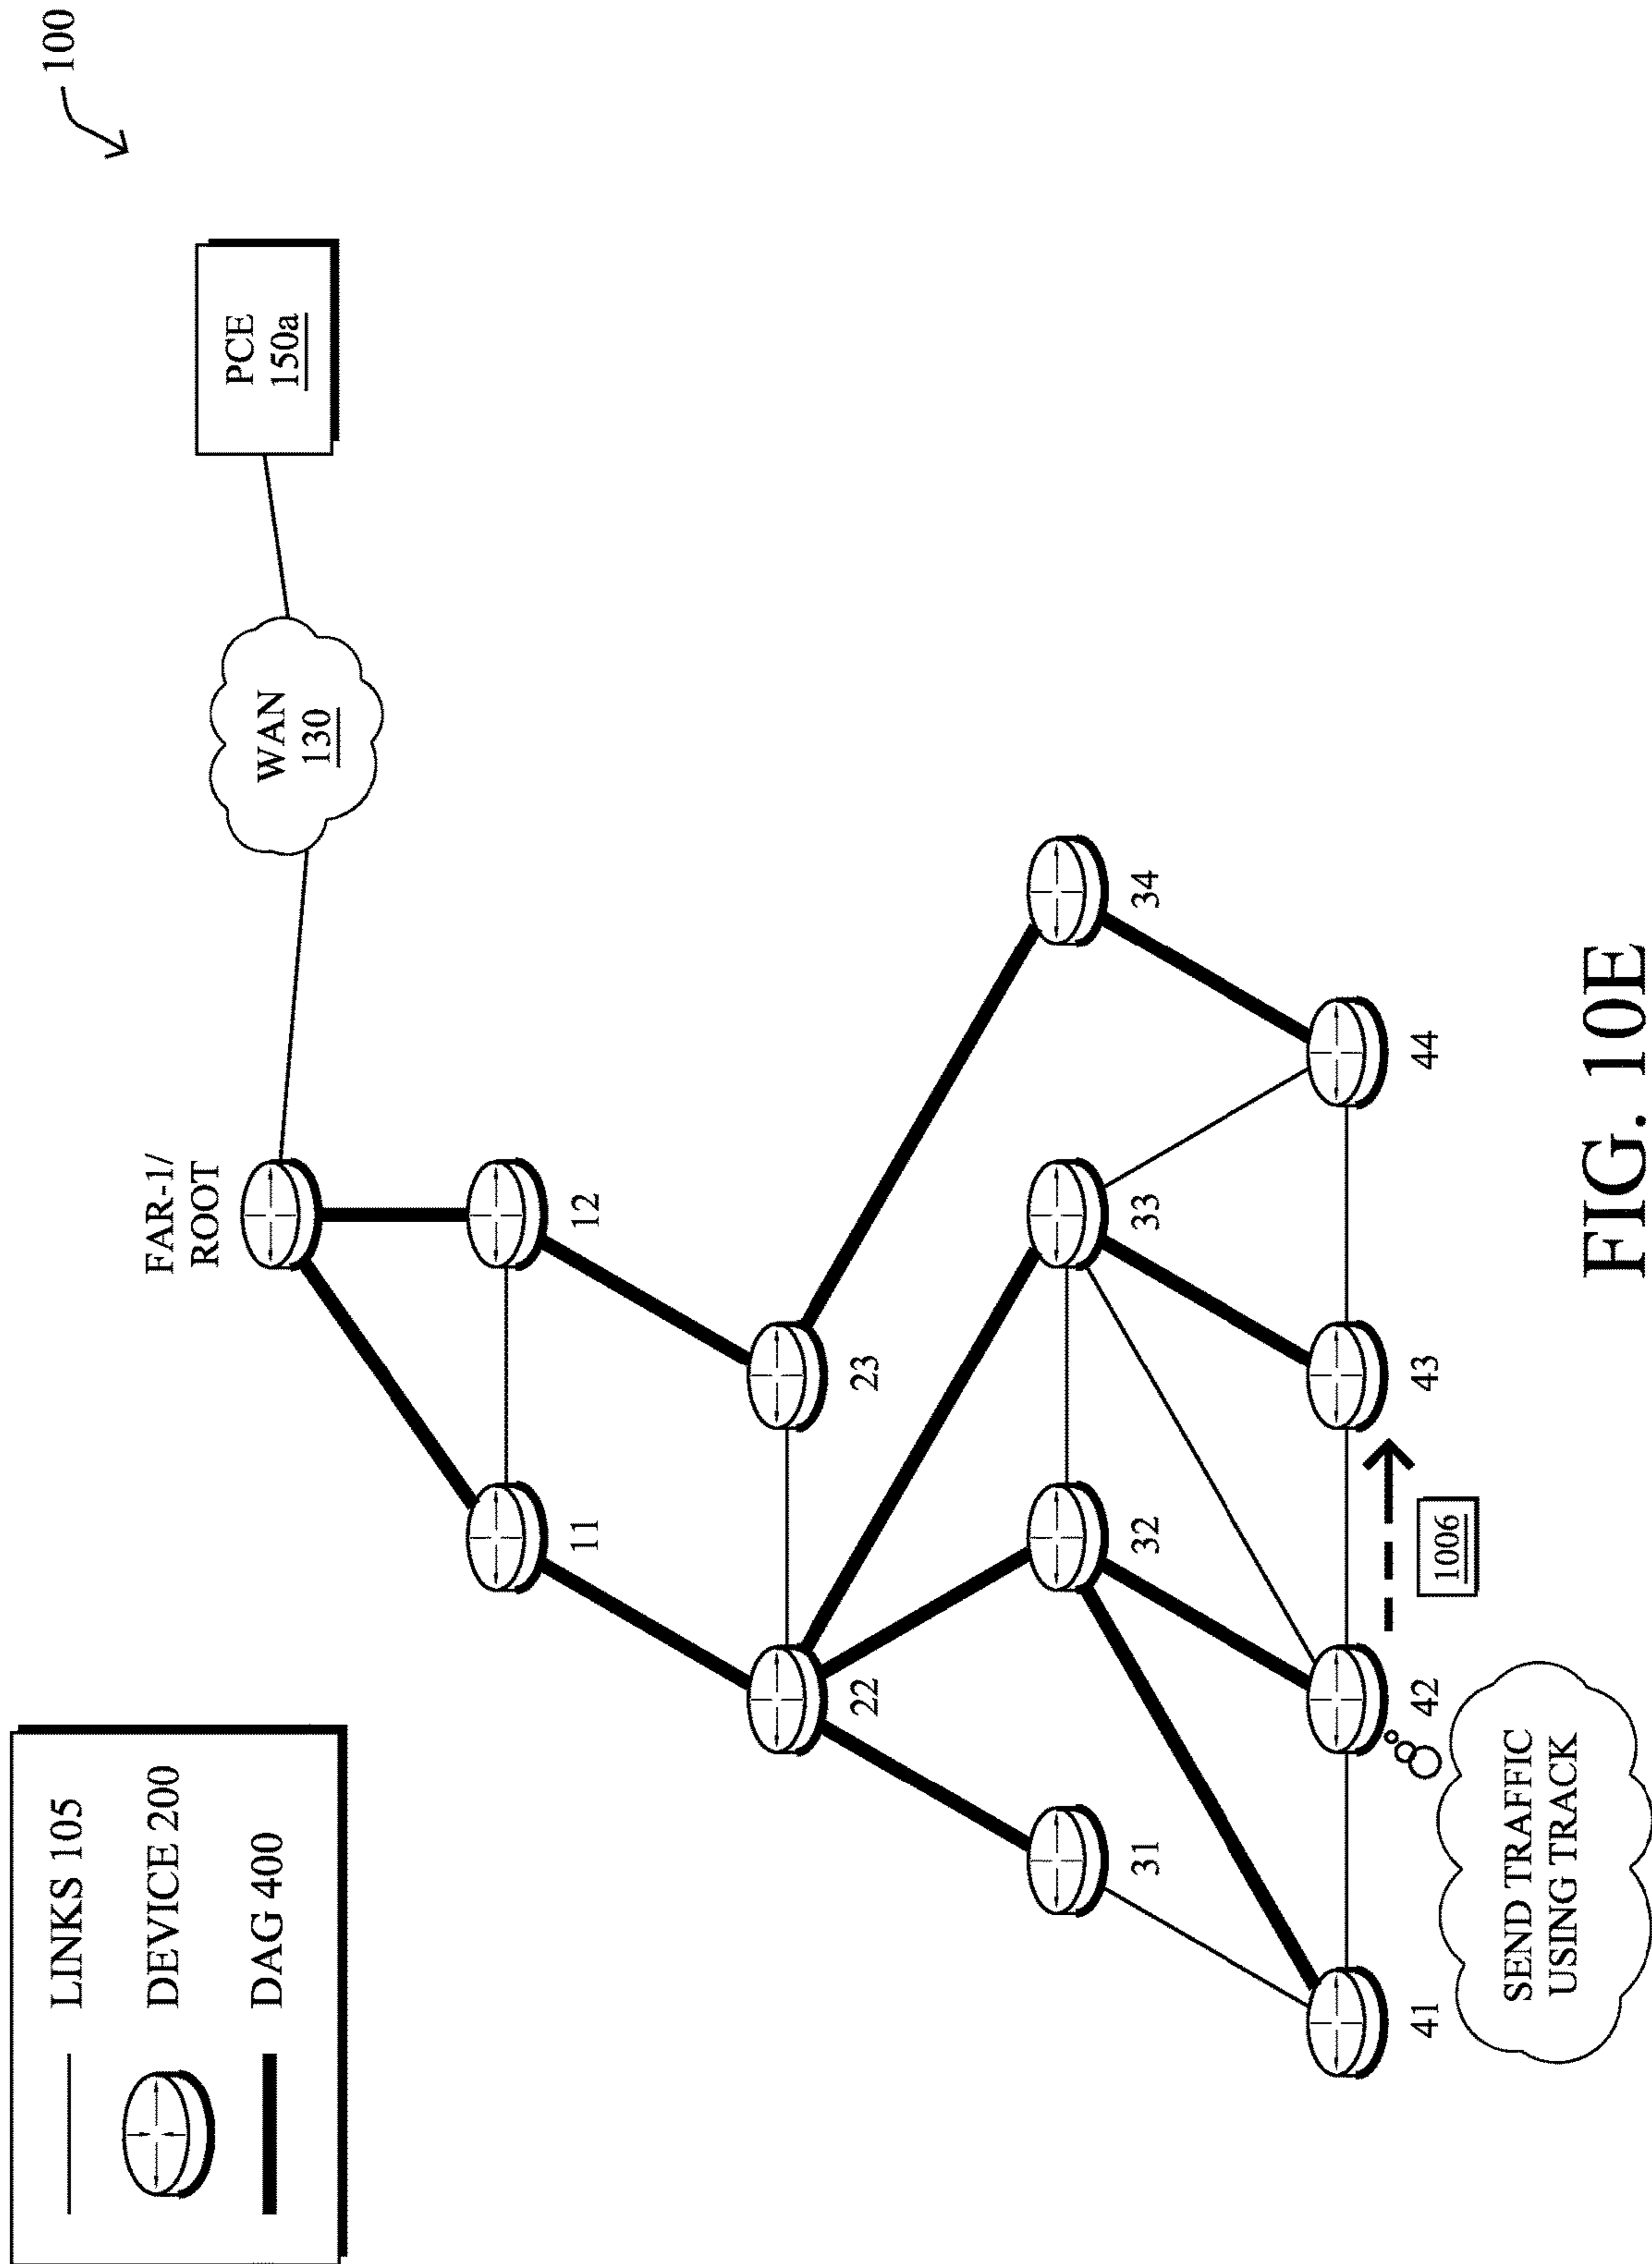 LINKS 105
DEVICE 200
DAG 400
100
FAR-1/
ROOT
WAN
130
PCE
150a
11
12
22
23
31
32
33
34
41
42
43
44
1006
SEND TRAFFIC
USING TRACK
FIG. 10E